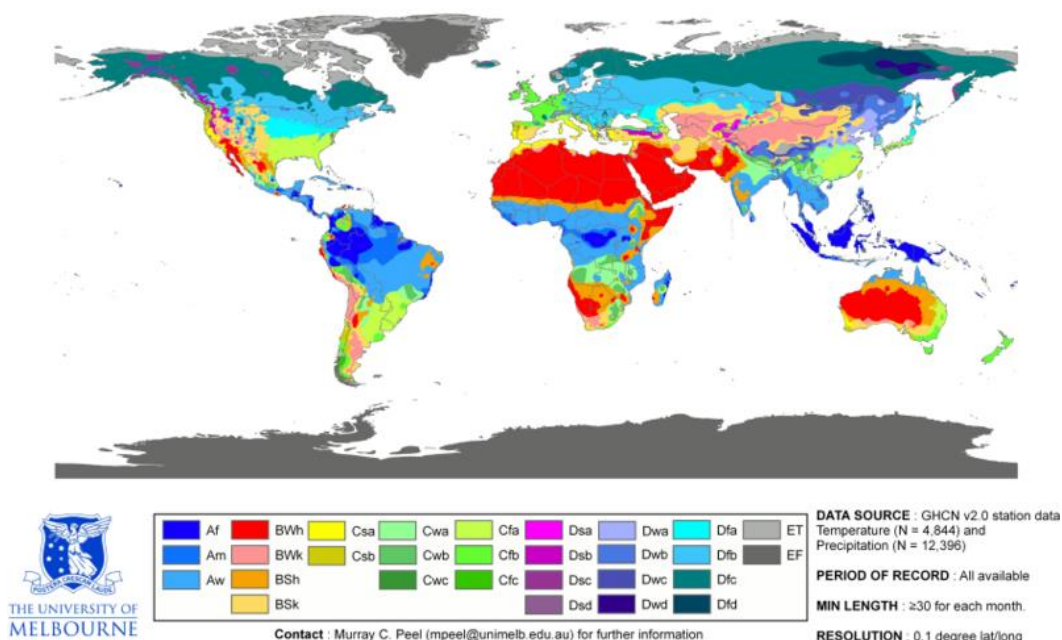 Af
Am
Aw
BWh
BWk
BSh
BSk
Csa
Csb
Cwa
Cwb
Cwc
Cfa
Cfb
Cfc
Dsa
Dsb
Dsc
Dsd
Dwa
Dwb
Dwc
Dwd
Dfa
Dfb
Dfc
Dfd
ET
EF
THE UNIVERSITY OF
MELBOURNE
Contact : Murray C. Peel (mpeel@unimelb.edu.au) for further information
DATA SOURCE : GHCN v2.0 station data
Temperature (N = 4,844) and
Precipitation (N = 12,396)
PERIOD OF RECORD : All available
MIN LENGTH : ≥30 for each month.
RESOLUTION : 0.1 degree lat/long